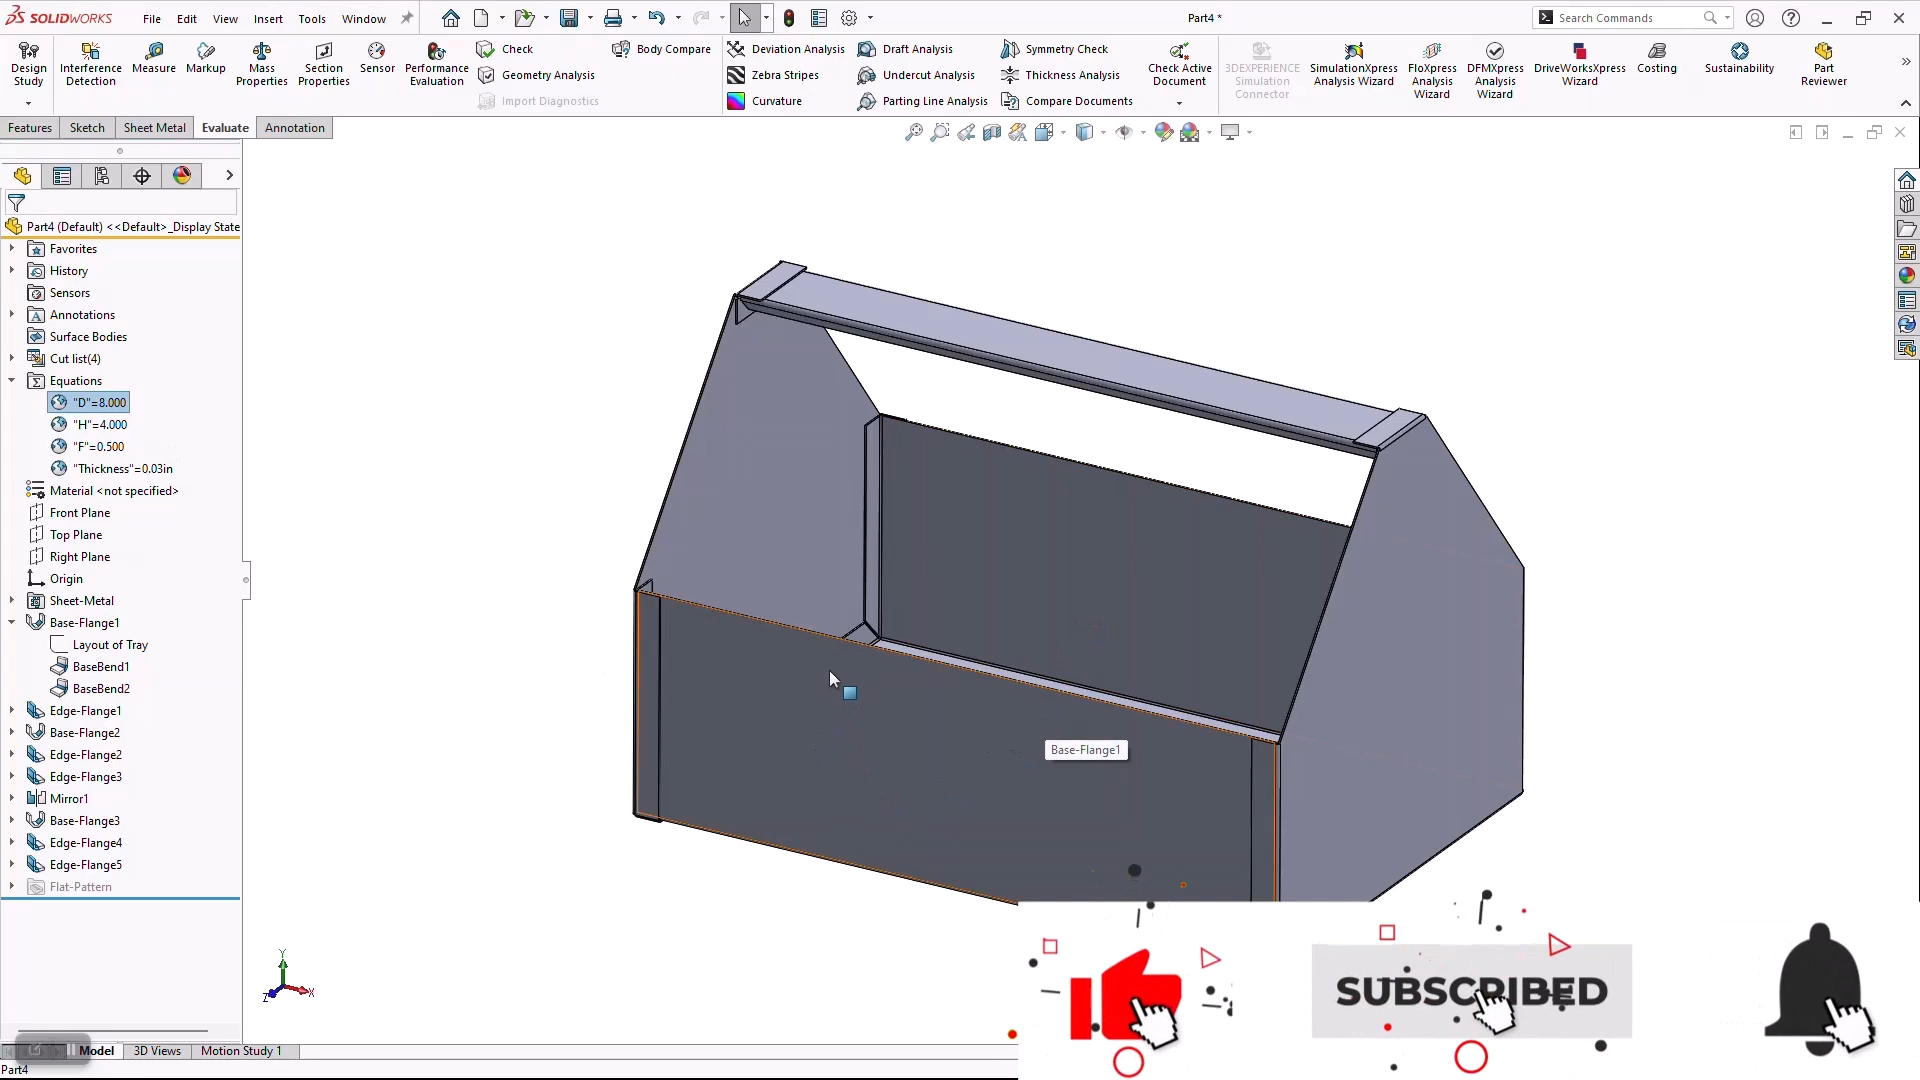 SOLIDWORKS
File Edit View Insert Tools Window
Part4 *
Search Commands
Design Study
Interference Detection
Measure
Markup
Mass Properties
Section Properties
Sensor
Performance Evaluation
Check
Geometry Analysis
Import Diagnostics
Body Compare
Deviation Analysis
Zebra Stripes
Curvature
Draft Analysis
Undercut Analysis
Parting Line Analysis
Symmetry Check
Thickness Analysis
Compare Documents
Check Active Document
3DEXPERIENCE Simulation Connector
SimulationXpress Analysis Wizard
FloXpress Analysis Wizard
DFMXpress Analysis Wizard
DriveWorksXpress Wizard
Costing
Sustainability
Part Reviewer
Features Sketch Sheet Metal Evaluate Annotation
Part4 (Default) <<Default>_Display State
Favorites
History
Sensors
Annotations
Surface Bodies
Cut list(4)
Equations
"D"=8.000
"H"=4.000
"F"=0.500
"Thickness"=0.03in
Material <not specified>
Front Plane
Top Plane
Right Plane
Origin
Sheet-Metal
Base-Flange1
Layout of Tray
BaseBend1
BaseBend2
Edge-Flange1
Base-Flange2
Edge-Flange2
Edge-Flange3
Mirror1
Base-Flange3
Edge-Flange4
Edge-Flange5
Flat-Pattern
Base-Flange1
Y
X
Z
SUBSCRIBED
Model 3D Views Motion Study 1
Part4